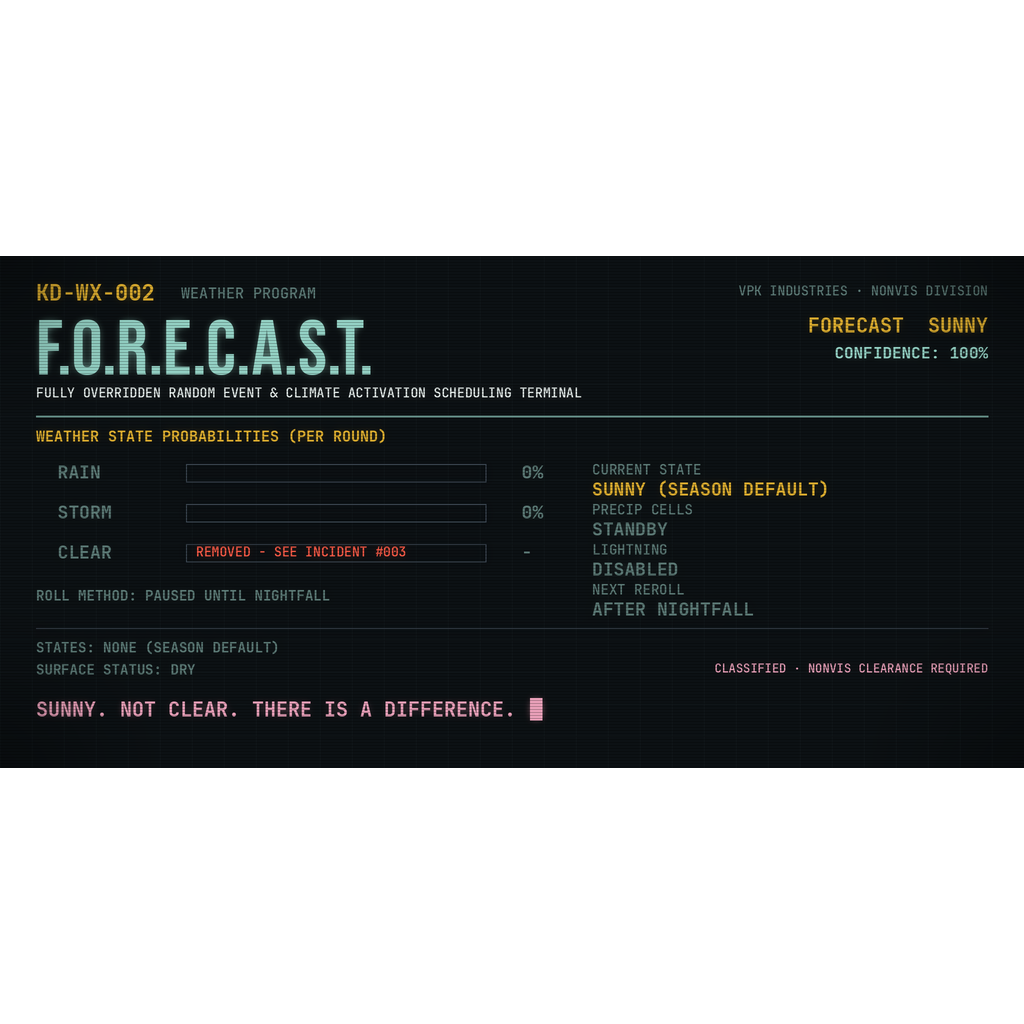 KD-WX-002 WEATHER PROGRAM
VPK INDUSTRIES · NONVIS DIVISION
F.O.R.E.C.A.S.T.
FORECAST SUNNY
CONFIDENCE: 100%
FULLY OVERRIDDEN RANDOM EVENT & CLIMATE ACTIVATION SCHEDULING TERMINAL
WEATHER STATE PROBABILITIES (PER ROUND)
RAIN 0%
STORM 0%
CLEAR REMOVED - SEE INCIDENT #003 -
ROLL METHOD: PAUSED UNTIL NIGHTFALL
CURRENT STATE
SUNNY (SEASON DEFAULT)
PRECIP CELLS
STANDBY
LIGHTNING
DISABLED
NEXT REROLL
AFTER NIGHTFALL
STATES: NONE (SEASON DEFAULT)
SURFACE STATUS: DRY
CLASSIFIED · NONVIS CLEARANCE REQUIRED
SUNNY. NOT CLEAR. THERE IS A DIFFERENCE.